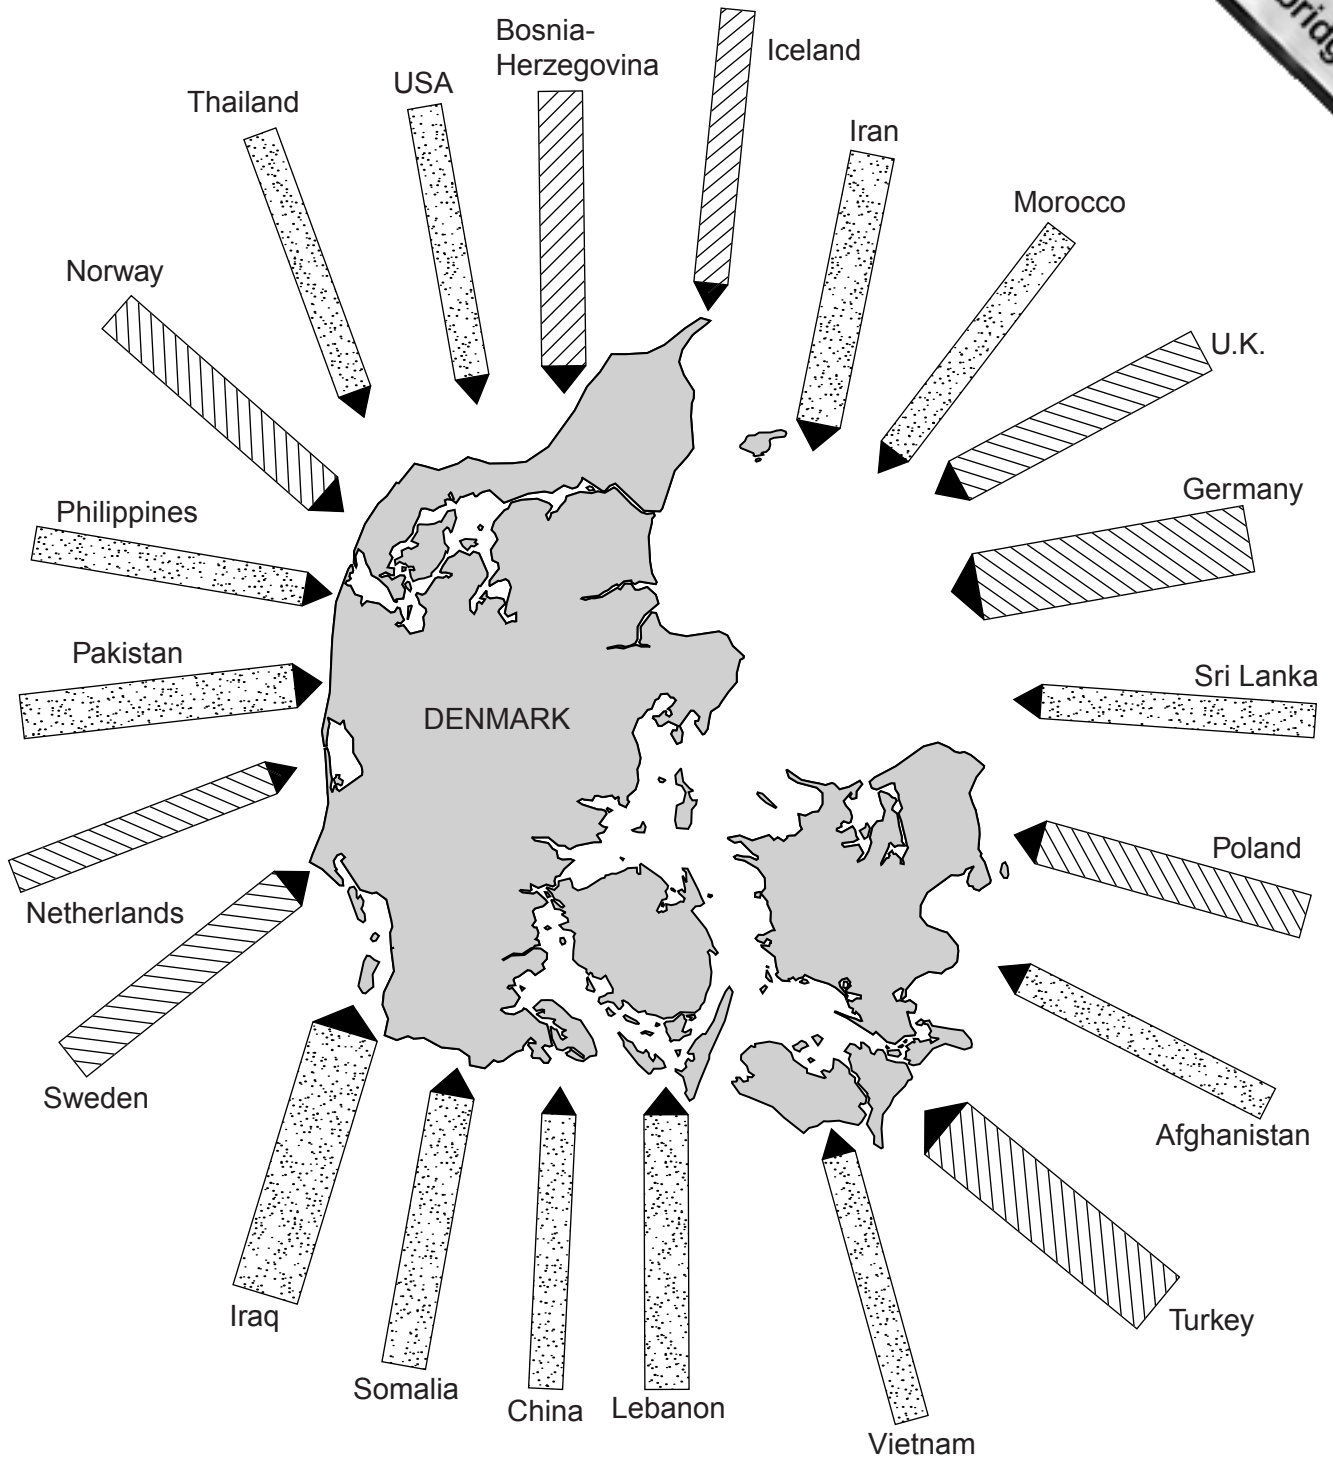 Bosnia-
Herzegovina
Iceland
USA
Thailand
Iran
Morocco
Norway
U.K.
Germany
Philippines
Pakistan
Sri Lanka
DENMARK
Netherlands
Poland
Sweden
Afghanistan
Iraq
Turkey
Somalia
China
Lebanon
Vietnam